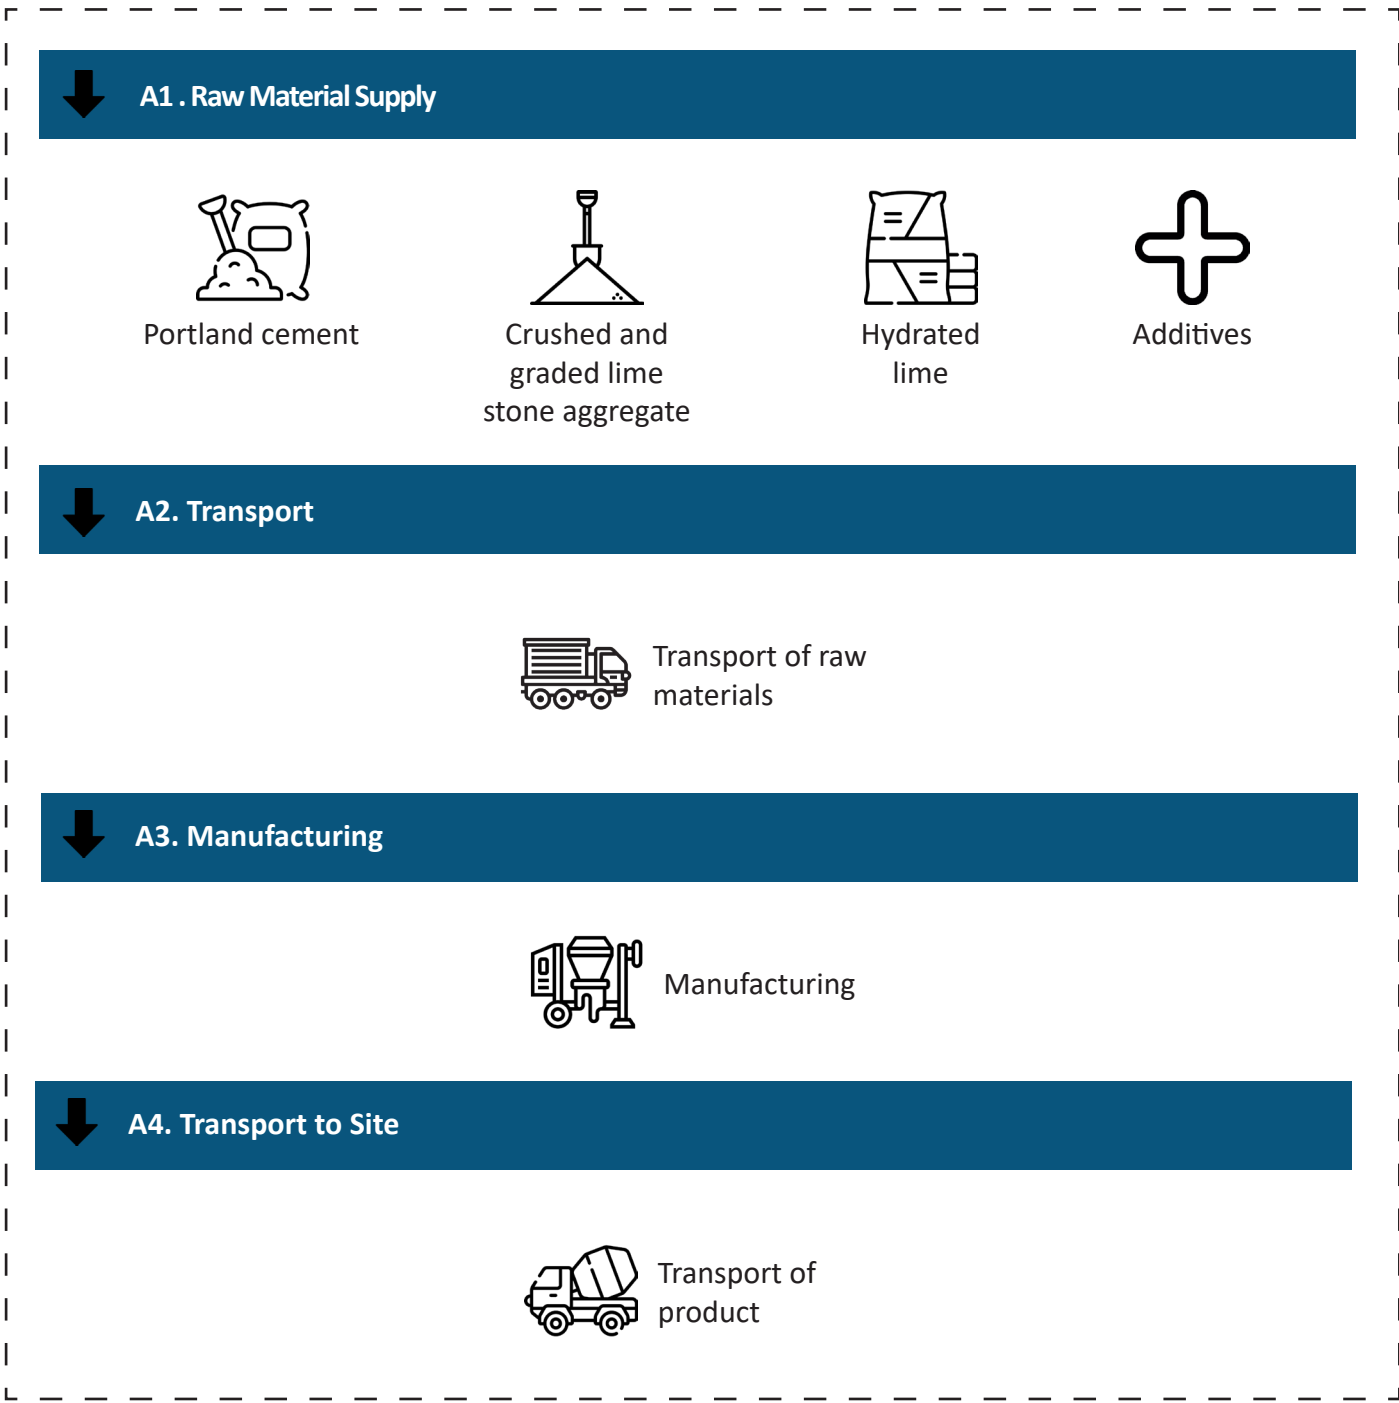 A1 . Raw Material Supply
Portland cement
Crushed and
graded lime
stone aggregate
Hydrated
lime
Additives
A2. Transport
Transport of raw
materials
A3. Manufacturing
Manufacturing
A4. Transport to Site
Transport of
product